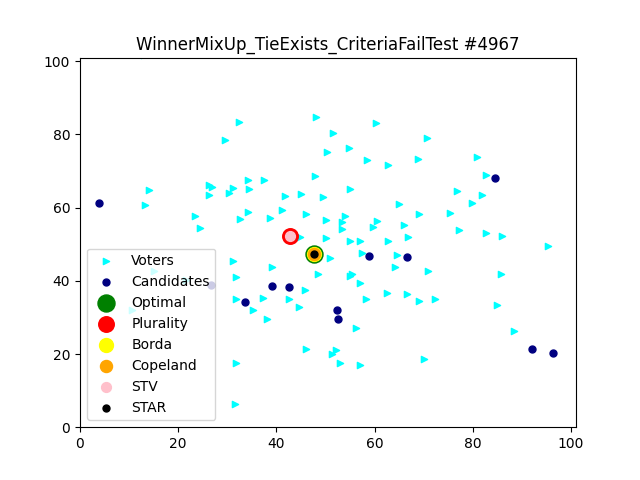 WinnerMixUp_TieExists_CriteriaFailTest #4967
100
80
60
40
20
0
0 20 40 60 80 100
Voters
Candidates
Optimal
Plurality
Borda
Copeland
STV
STAR